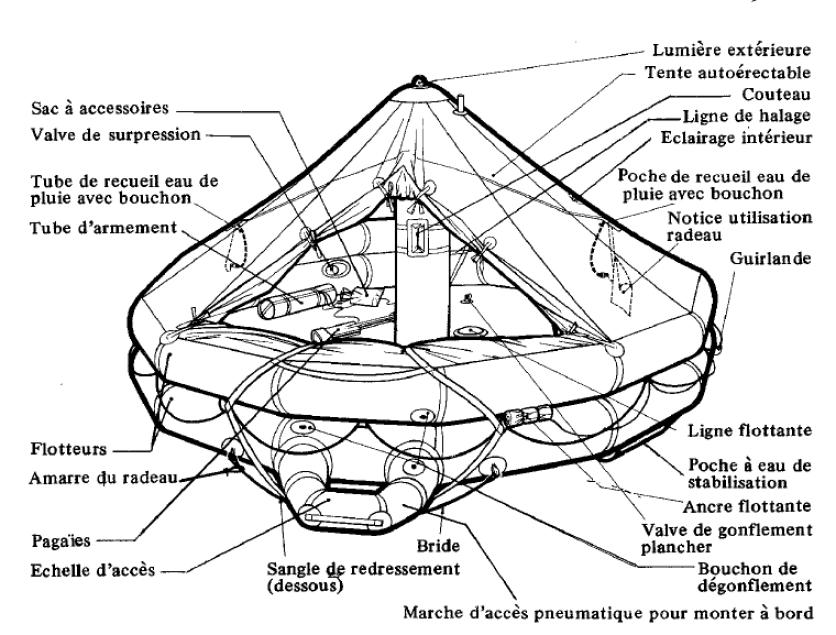 Lumière extérieure
Tente autoérectable
Couteau
Ligne de halage
Eclairage intérieur
Poche de recueil eau de
pluie avec bouchon
Notice utilisation
radeau
Guirlande
Sac à accessoires
Valve de surpression
Tube de recueil eau de
pluie avec bouchon
Tube d'armement
Flotteurs
Amarre du radeau
Pagaïes
Echelle d'accès
Sangle de redressement
(dessous)
Bride
Ligne flottante
Poche à eau de
stabilisation
Ancre flottante
Valve de gonflement
plancher
Bouchon de
dégonflement
Marche d'accès pneumatique pour monter à bord